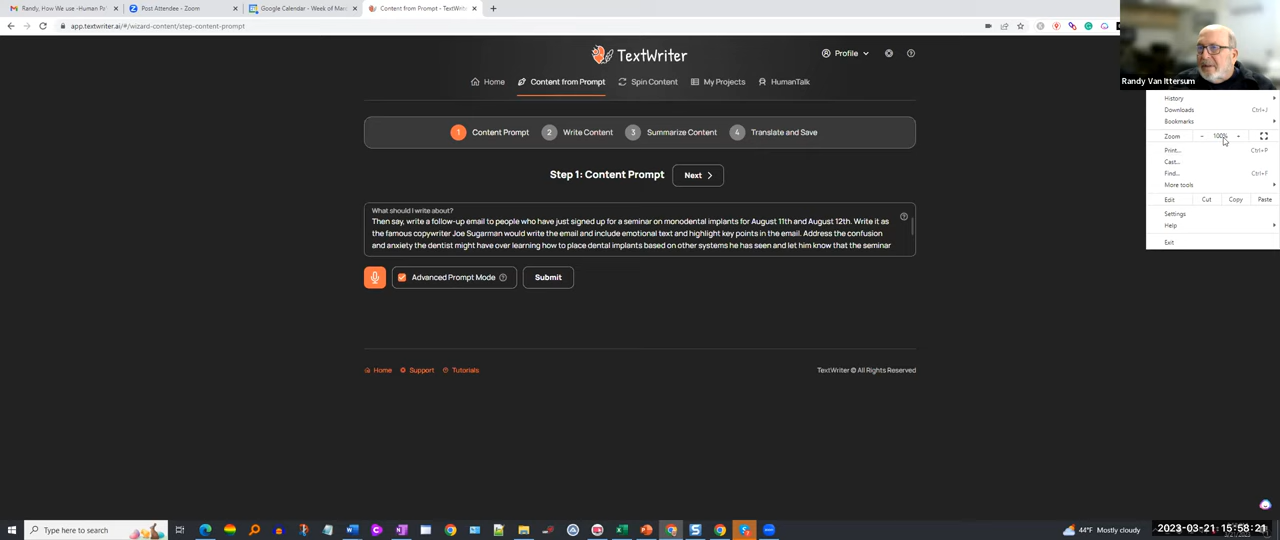 Randy, How We use -Human Pa
Post Attendee - Zoom
Google Calendar - Week of Mar
Content from Prompt - TextWrit
app.textwriter.ai/#/wizard-content/step-content-prompt
TextWriter
Profile
Home
Content from Prompt
Spin Content
My Projects
HumanTalk
1 Content Prompt
2 Write Content
3 Summarize Content
4 Translate and Save
Step 1: Content Prompt
Next
What should I write about?
Then say, write a follow-up email to people who have just signed up for a seminar on monodental implants for August 11th and August 12th. Write it as
the famous copywriter Joe Sugarman would write the email and include emotional text and highlight key points in the email. Address the confusion
and anxiety the dentist might have over learning how to place dental implants based on other systems he has seen and let him know that the seminar
Advanced Prompt Mode
Submit
Home
Support
Tutorials
TextWriter © All Rights Reserved
Randy Van Ittersum
History
Downloads Ctrl+J
Bookmarks
Zoom - 100% +
Print... Ctrl+P
Cast...
Find... Ctrl+F
More tools
Edit Cut Copy Paste
Settings
Help
Exit
Type here to search
44°F Mostly cloudy
2023-03-21 15:58:21